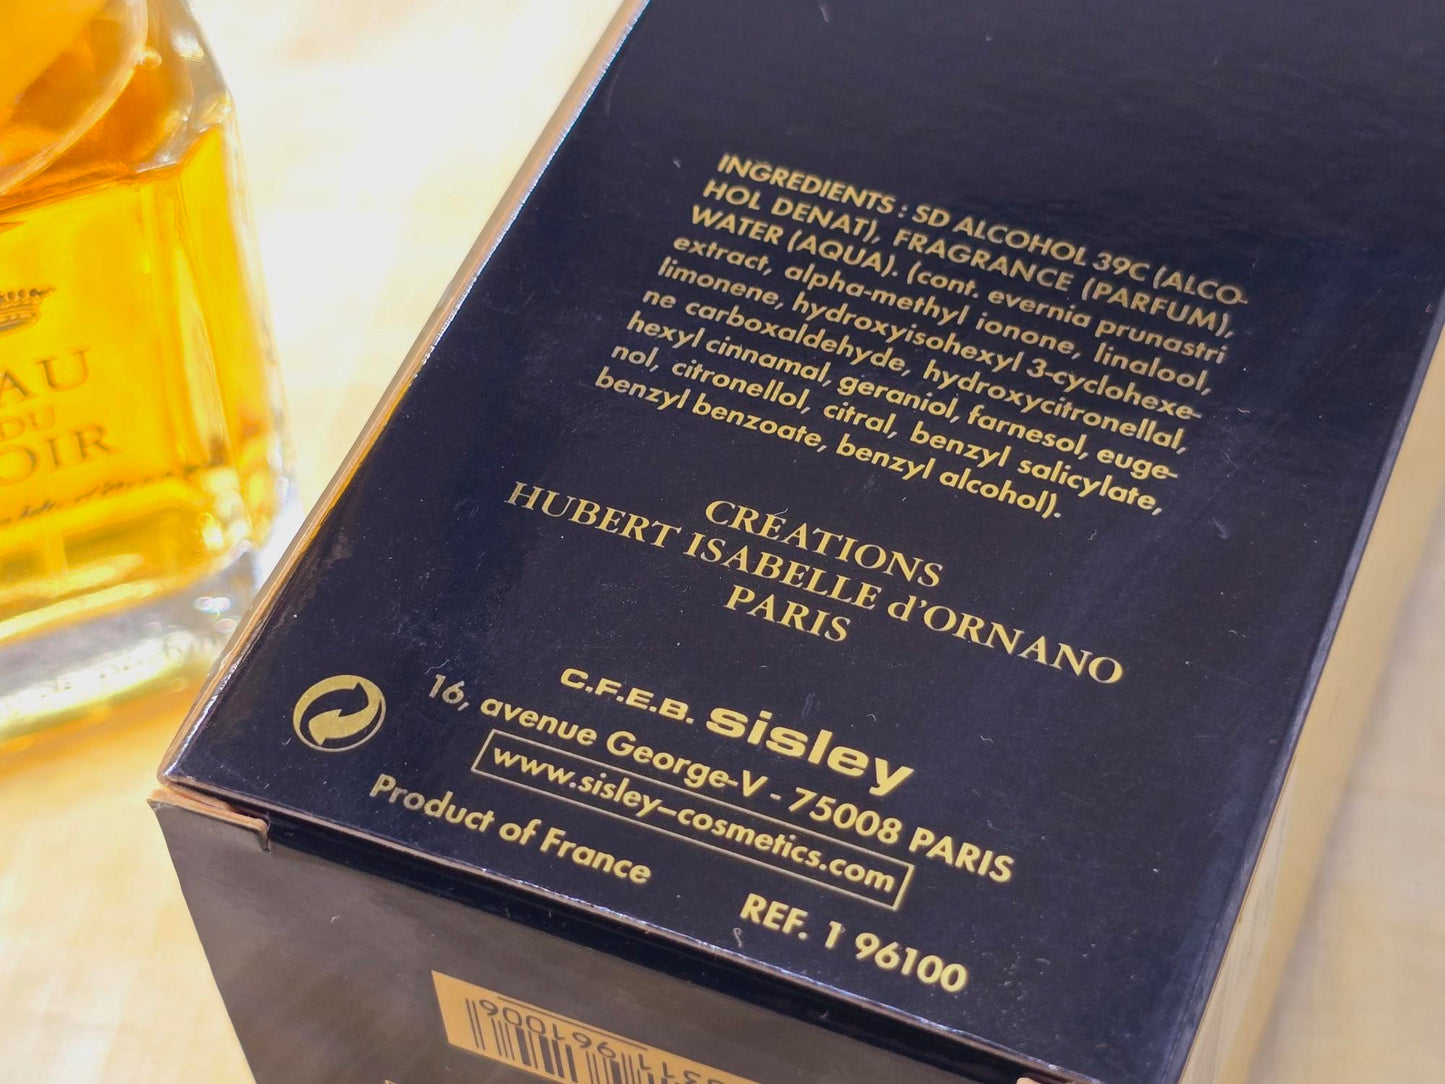 INGREDIENTS : SD ALCOHOL 39C (ALCO-
HOL DENAT), FRAGRANCE (PARFUM),
WATER (AQUA). (cont. evernia prunastri
extract, alpha-methyl ionone, linalool,
limonene, hydroxyisohexyl 3-cyclohexe-
ne carboxaldehyde, hydroxycitronellal,
hexyl cinnamal, geraniol, farnesol, euge-
nol, citronellol, citral, benzyl salicylate,
benzyl benzoate, benzyl alcohol).
CRÉATIONS
HUBERT ISABELLE d'ORNANO
PARIS
C.F.E.B. sisley
16, avenue George-V - 75008 PARIS
www.sisley-cosmetics.com
Product of France
REF. 1 96100
AU
DU
OIR